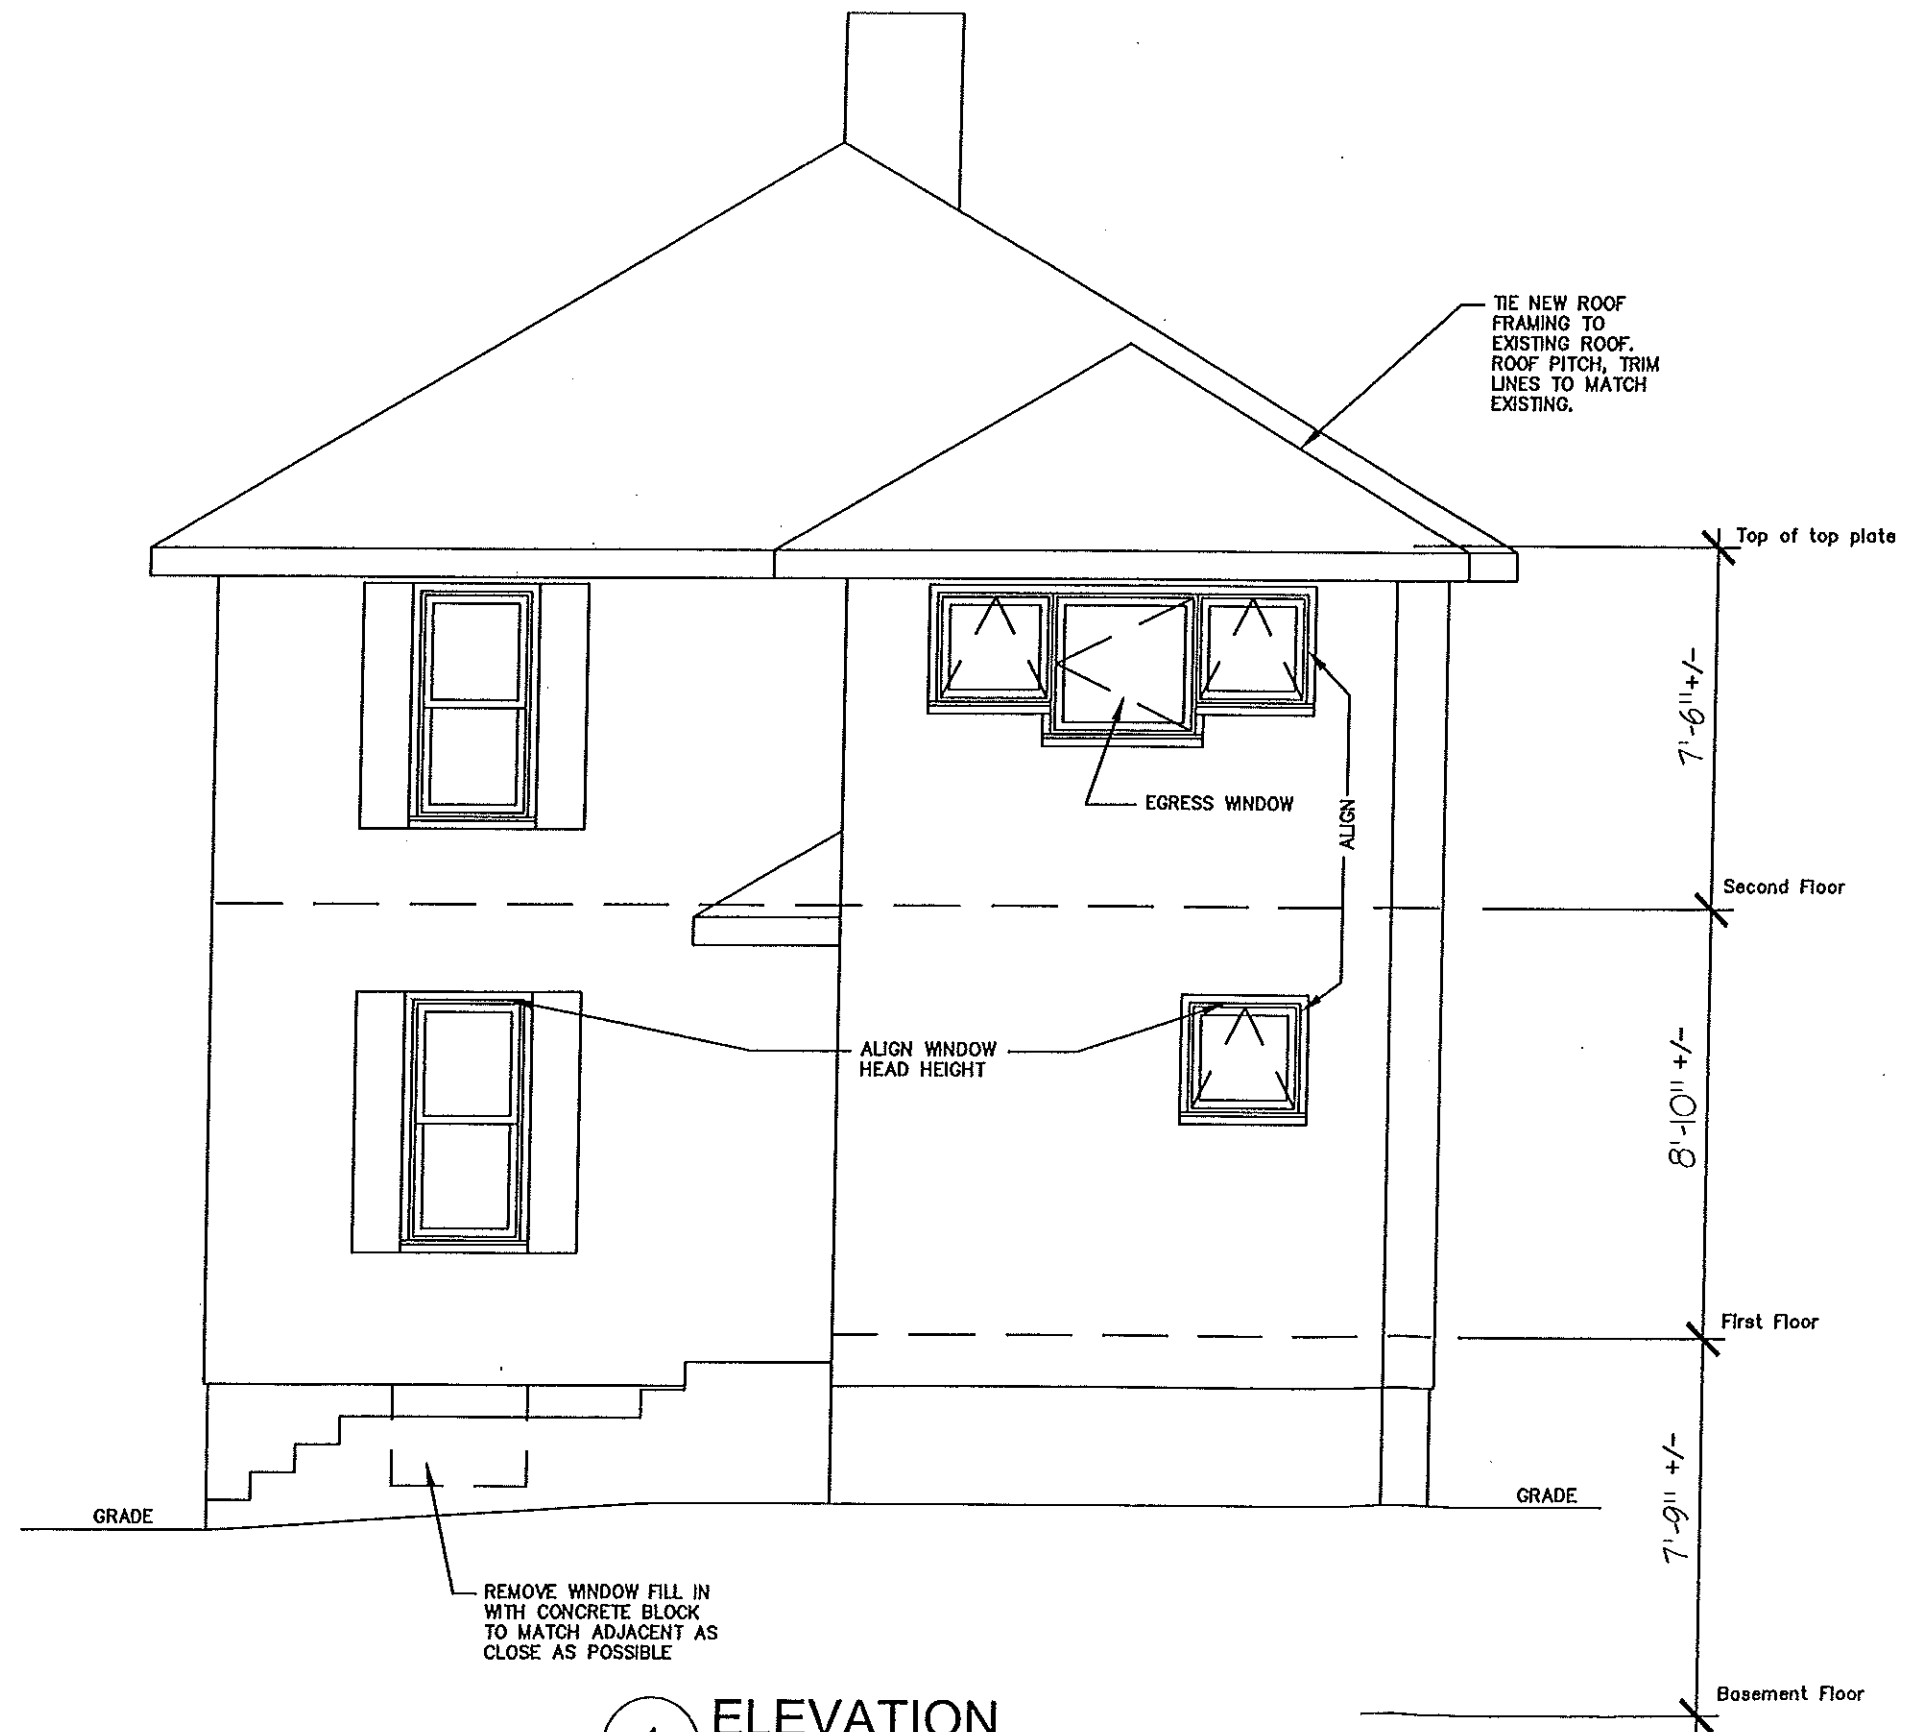 TIE NEW ROOF
FRAMING TO
EXISTING ROOF.
ROOF PITCH, TRIM
LINES TO MATCH
EXISTING.
Top of top plate
7'-6"+/-
EGRESS WINDOW
ALIGN
Second Floor
ALIGN WINDOW
HEAD HEIGHT
8'-10" +/-
First Floor
GRADE
GRADE
7'-6" +/-
REMOVE WINDOW FILL IN
WITH CONCRETE BLOCK
TO MATCH ADJACENT AS
CLOSE AS POSSIBLE
Basement Floor
ELEVATION